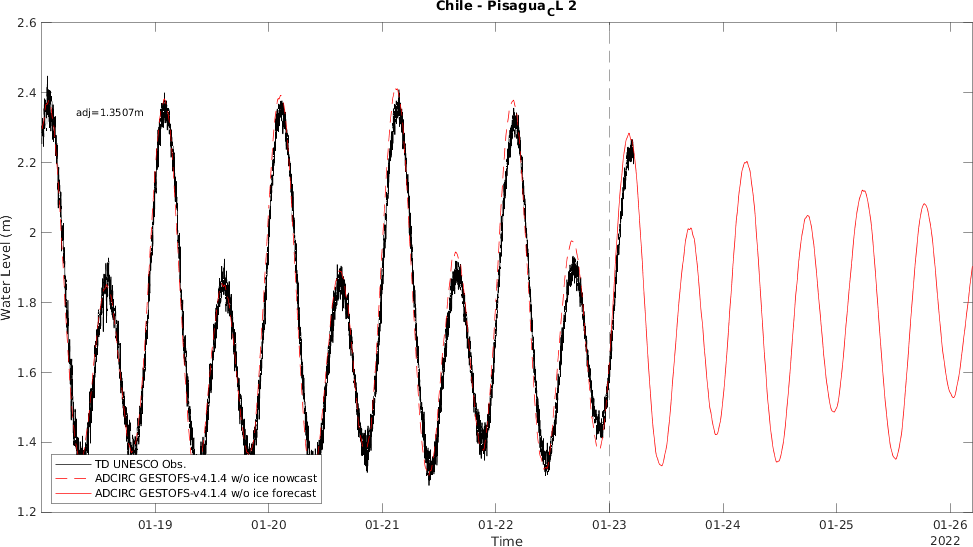 Chile - Pisagua_CL 2
2.6
2.4
adj=1.3507m
2.2
2
1.8
1.6
1.4
1.2
Water Level (m)
TD UNESCO Obs.
ADCIRC GESTOFS-v4.1.4 w/o ice nowcast
ADCIRC GESTOFS-v4.1.4 w/o ice forecast
01-19 01-20 01-21 01-22 01-23 01-24 01-25 01-26
Time 2022